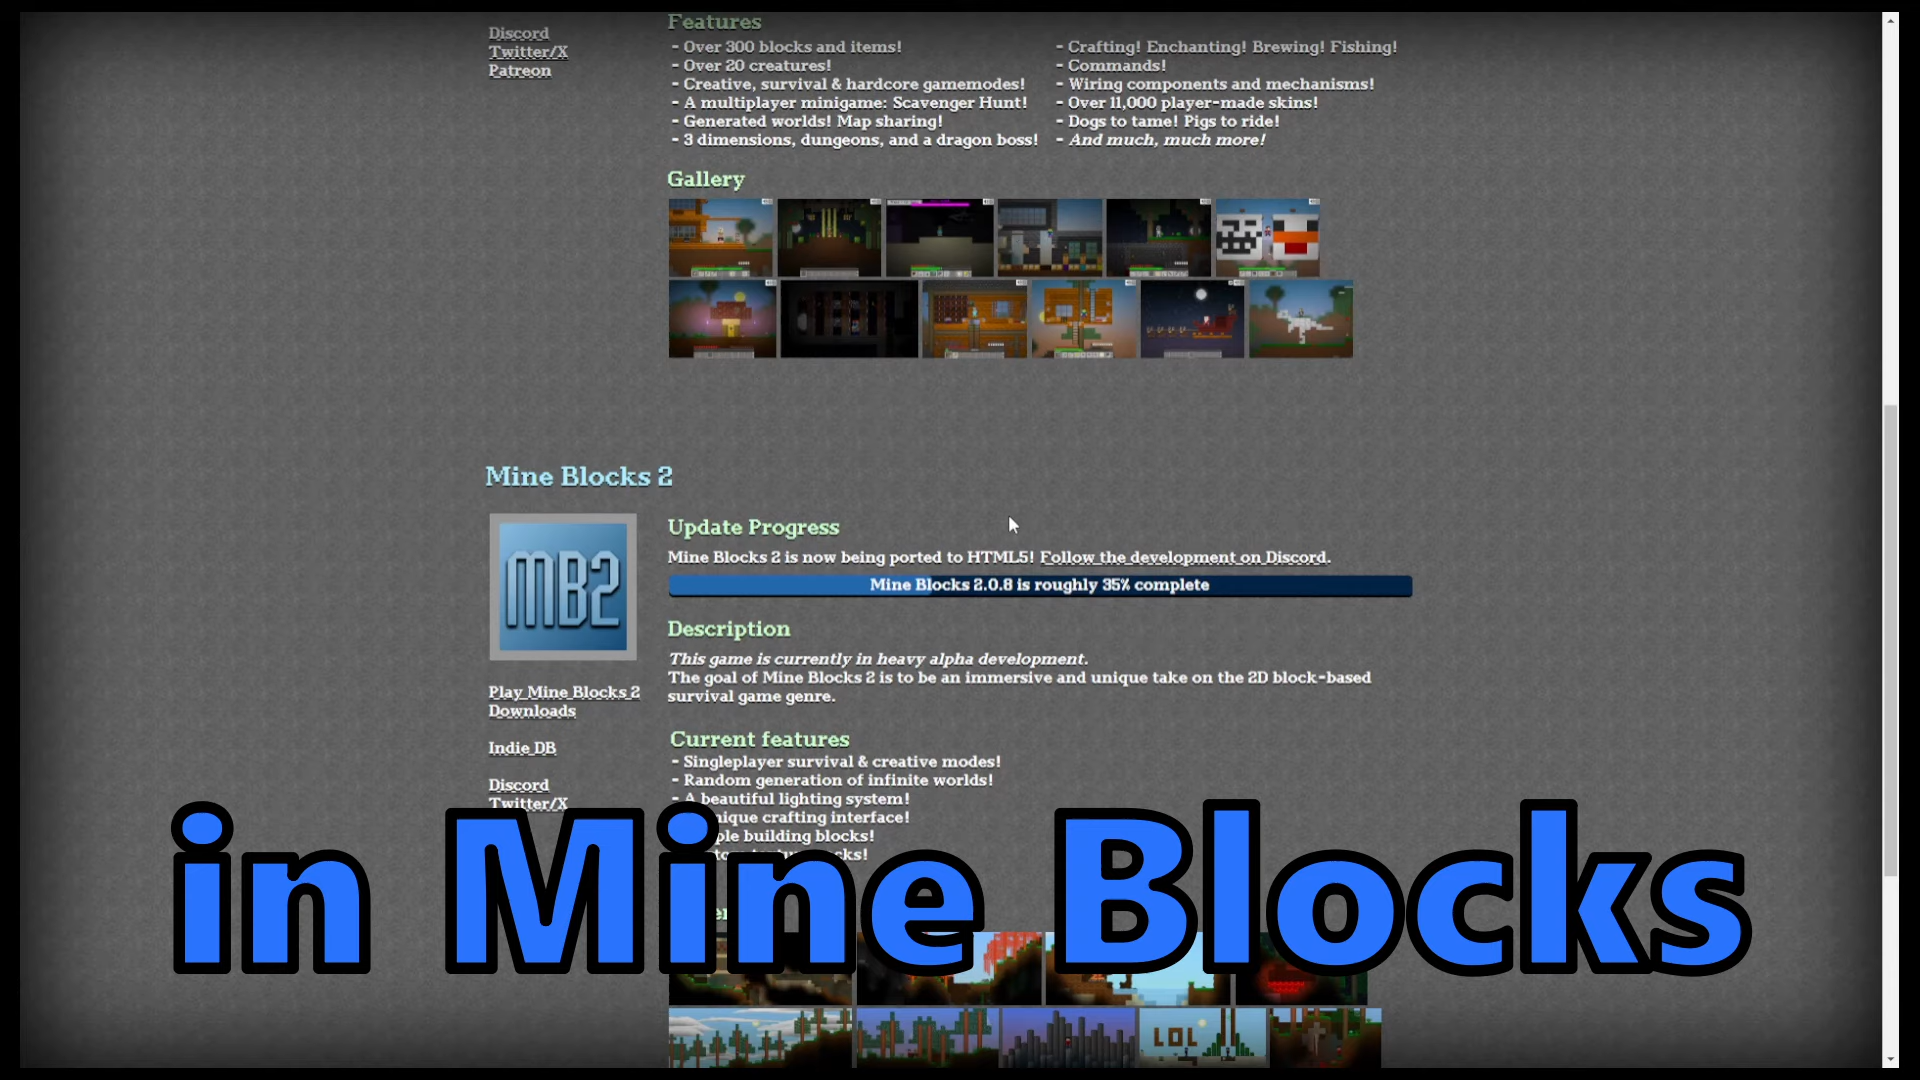 Discord
Twitter/X
Patreon
Features
- Over 300 blocks and items!
- Over 20 creatures!
- Creative, survival & hardcore gamemodes!
- A multiplayer minigame: Scavenger Hunt!
- Generated worlds! Map sharing!
- 3 dimensions, dungeons, and a dragon boss!
- Crafting! Enchanting! Brewing! Fishing!
- Commands!
- Wiring components and mechanisms!
- Over 11,000 player-made skins!
- Dogs to tame! Pigs to ride!
- And much, much more!
Gallery
Mine Blocks 2
MB2
Play Mine Blocks 2
Downloads
Indie DB
Discord
Twitter/X
Update Progress
Mine Blocks 2 is now being ported to HTML5! Follow the development on Discord.
Mine Blocks 2.0.8 is roughly 35% complete
Description
This game is currently in heavy alpha development.
The goal of Mine Blocks 2 is to be an immersive and unique take on the 2D block-based
survival game genre.
Current features
- Singleplayer survival & creative modes!
- Random generation of infinite worlds!
- A beautiful lighting system!
crafting interface!
building blocks!
in Mine Blocks
LOL